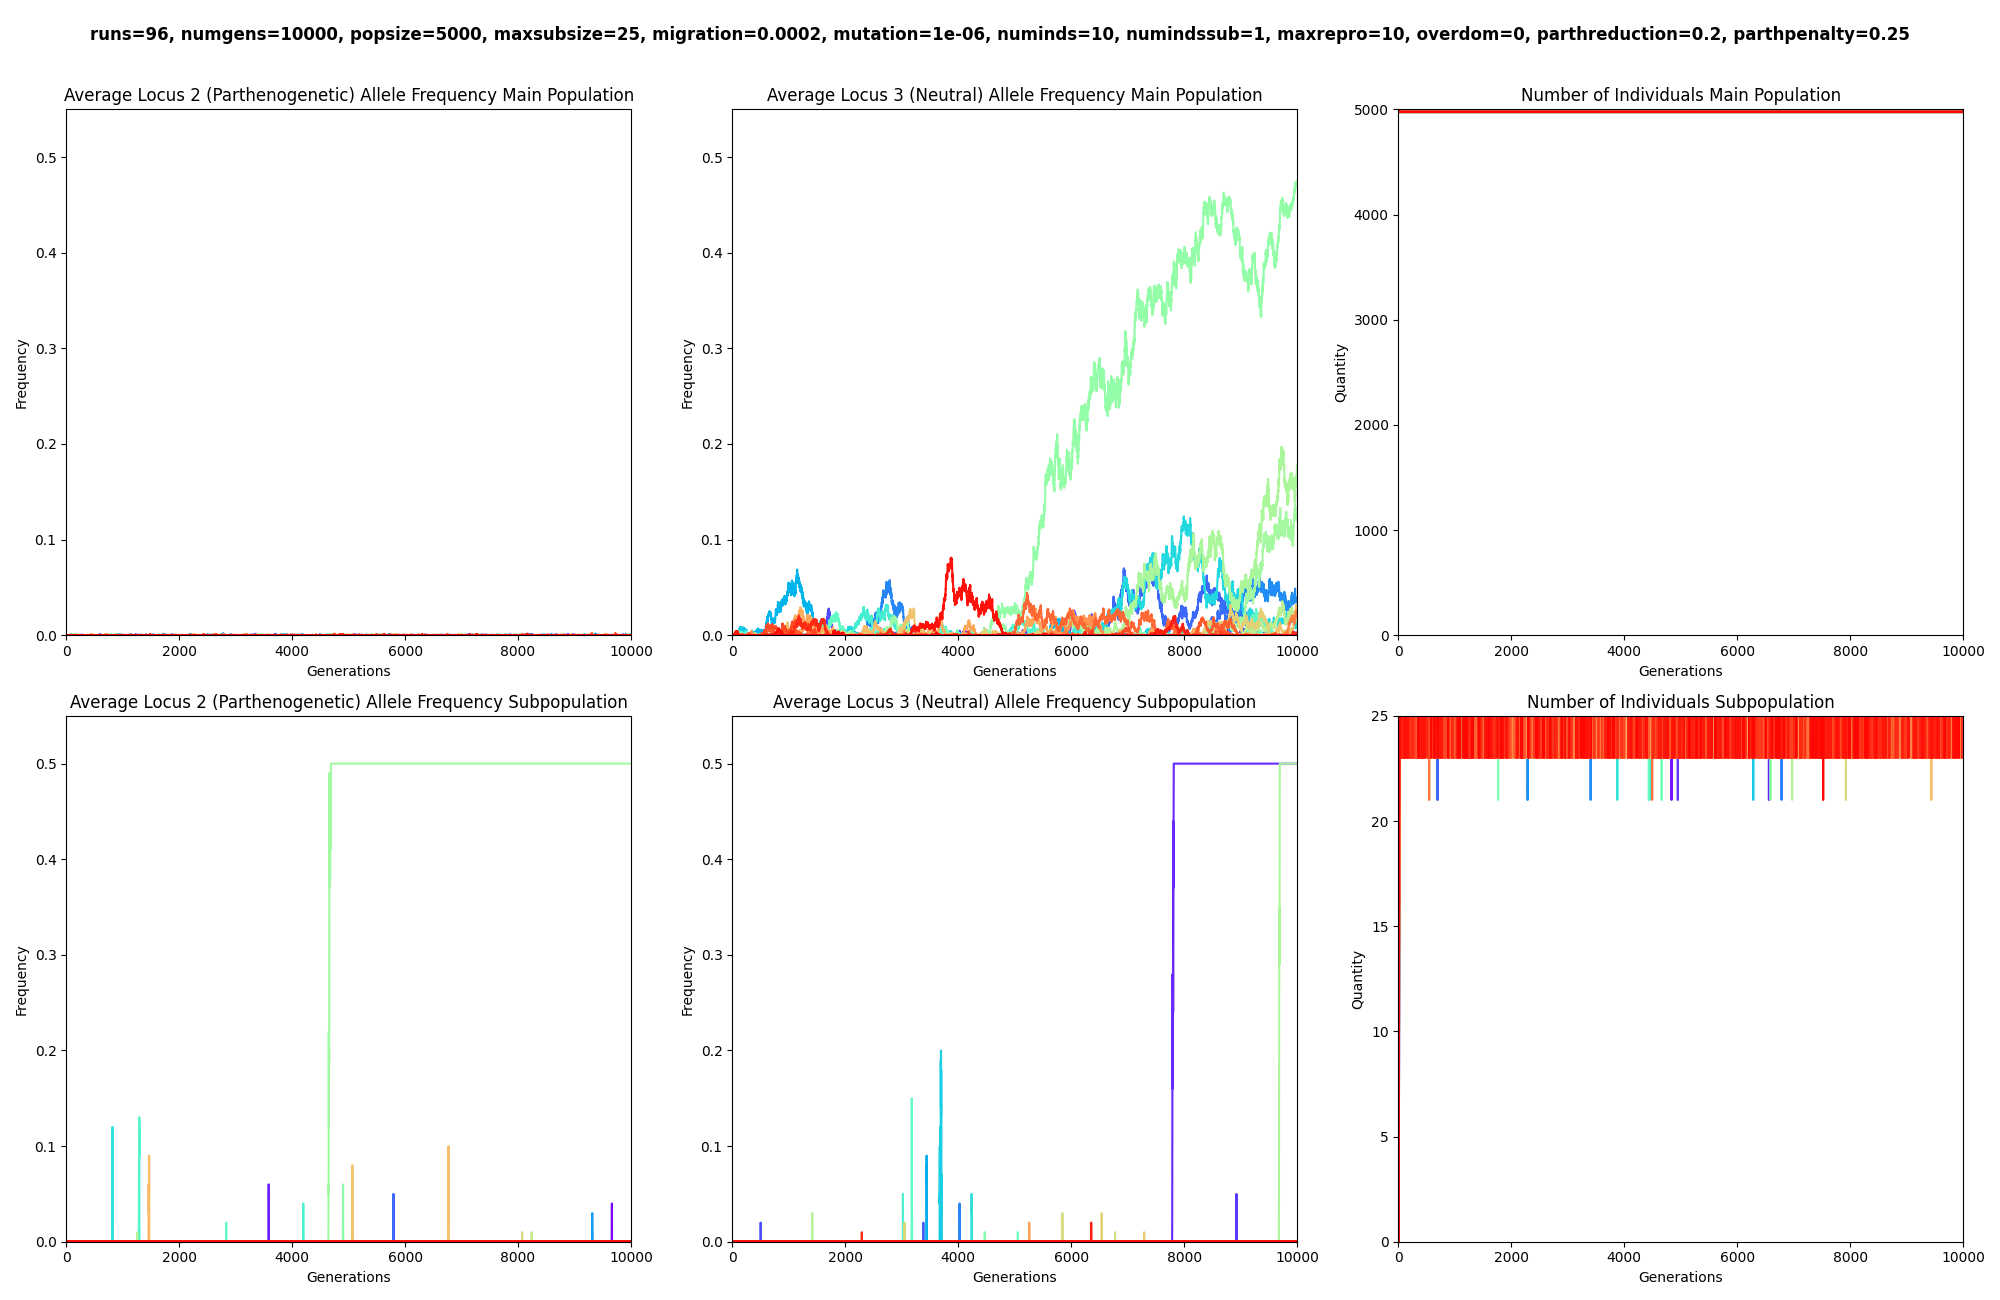 runs=96, numgens=10000, popsize=5000, maxsubsize=25, migration=0.0002, mutation=1e-06, numinds=10, numindssub=1, maxrepro=10, overdom=0, parthreduction=0.2, parthpenalty=0.25
Average Locus 2 (Parthenogenetic) Allele Frequency Main Population
Frequency
0.5
0.4
0.3
0.2
0.1
0.0
0 2000 4000 6000 8000 10000
Generations
Average Locus 3 (Neutral) Allele Frequency Main Population
Frequency
0.5
0.4
0.3
0.2
0.1
0.0
0 2000 4000 6000 8000 10000
Generations
Number of Individuals Main Population
Quantity
5000
4000
3000
2000
1000
0
0 2000 4000 6000 8000 10000
Generations
Average Locus 2 (Parthenogenetic) Allele Frequency Subpopulation
Frequency
0.5
0.4
0.3
0.2
0.1
0.0
0 2000 4000 6000 8000 10000
Generations
Average Locus 3 (Neutral) Allele Frequency Subpopulation
Frequency
0.5
0.4
0.3
0.2
0.1
0.0
0 2000 4000 6000 8000 10000
Generations
Number of Individuals Subpopulation
Quantity
25
20
15
10
5
0
0 2000 4000 6000 8000 10000
Generations